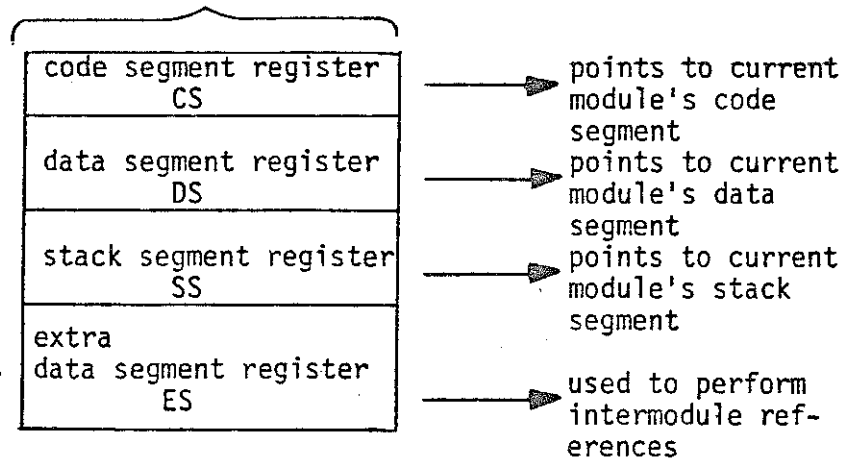 code segment register
CS
points to current
module's code
segment
data segment register
DS
points to current
module's data
segment
stack segment register
SS
points to current
module's stack
segment
extra
data segment register
ES
used to perform
intermodule ref-
erences